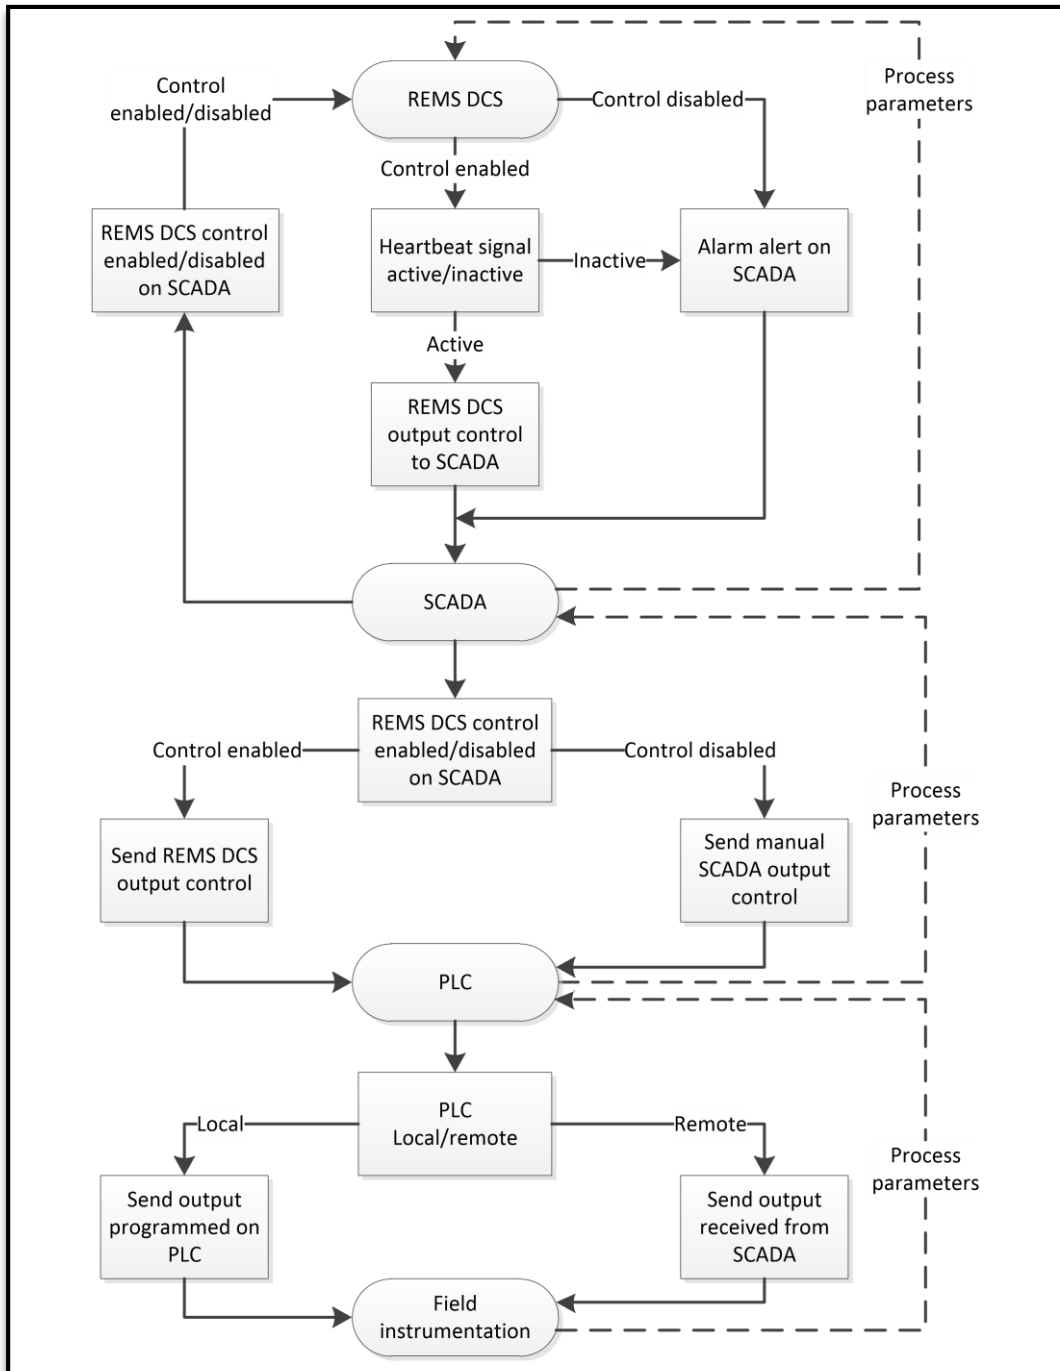 Process
parameters
Control
enabled/disabled
REMS DCS
Control disabled
Control enabled
REMS DCS control
enabled/disabled
on SCADA
Heartbeat signal
active/inactive
Inactive
Alarm alert on
SCADA
Active
REMS DCS
output control
to SCADA
SCADA
REMS DCS control
enabled/disabled
on SCADA
Control enabled
Control disabled
Process
parameters
Send REMS DCS
output control
Send manual
SCADA output
control
PLC
PLC
Local/remote
Local
Remote
Process
parameters
Send output
programmed on
PLC
Send output
received from
SCADA
Field
instrumentation